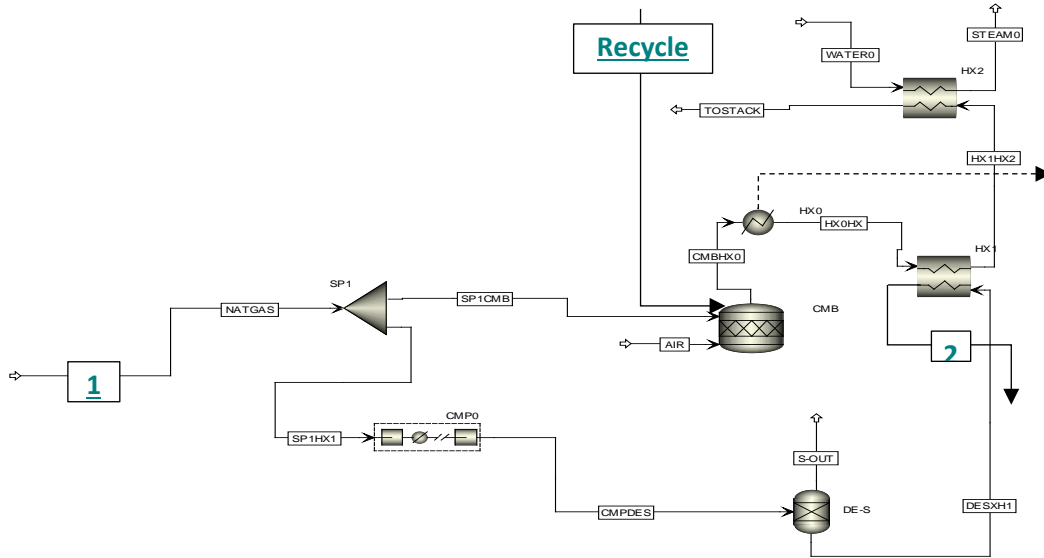 Recycle
STEAM0
WATER0
HX2
TOSTACK
HX1HX2
HX0
HX0HX
CMBHX0
HX1
SP1
SP1CMB
NATGAS
CMB
AIR
2
1
CMP0
SP1HX1
S-OUT
CMPDES
DE-S
DESXH1